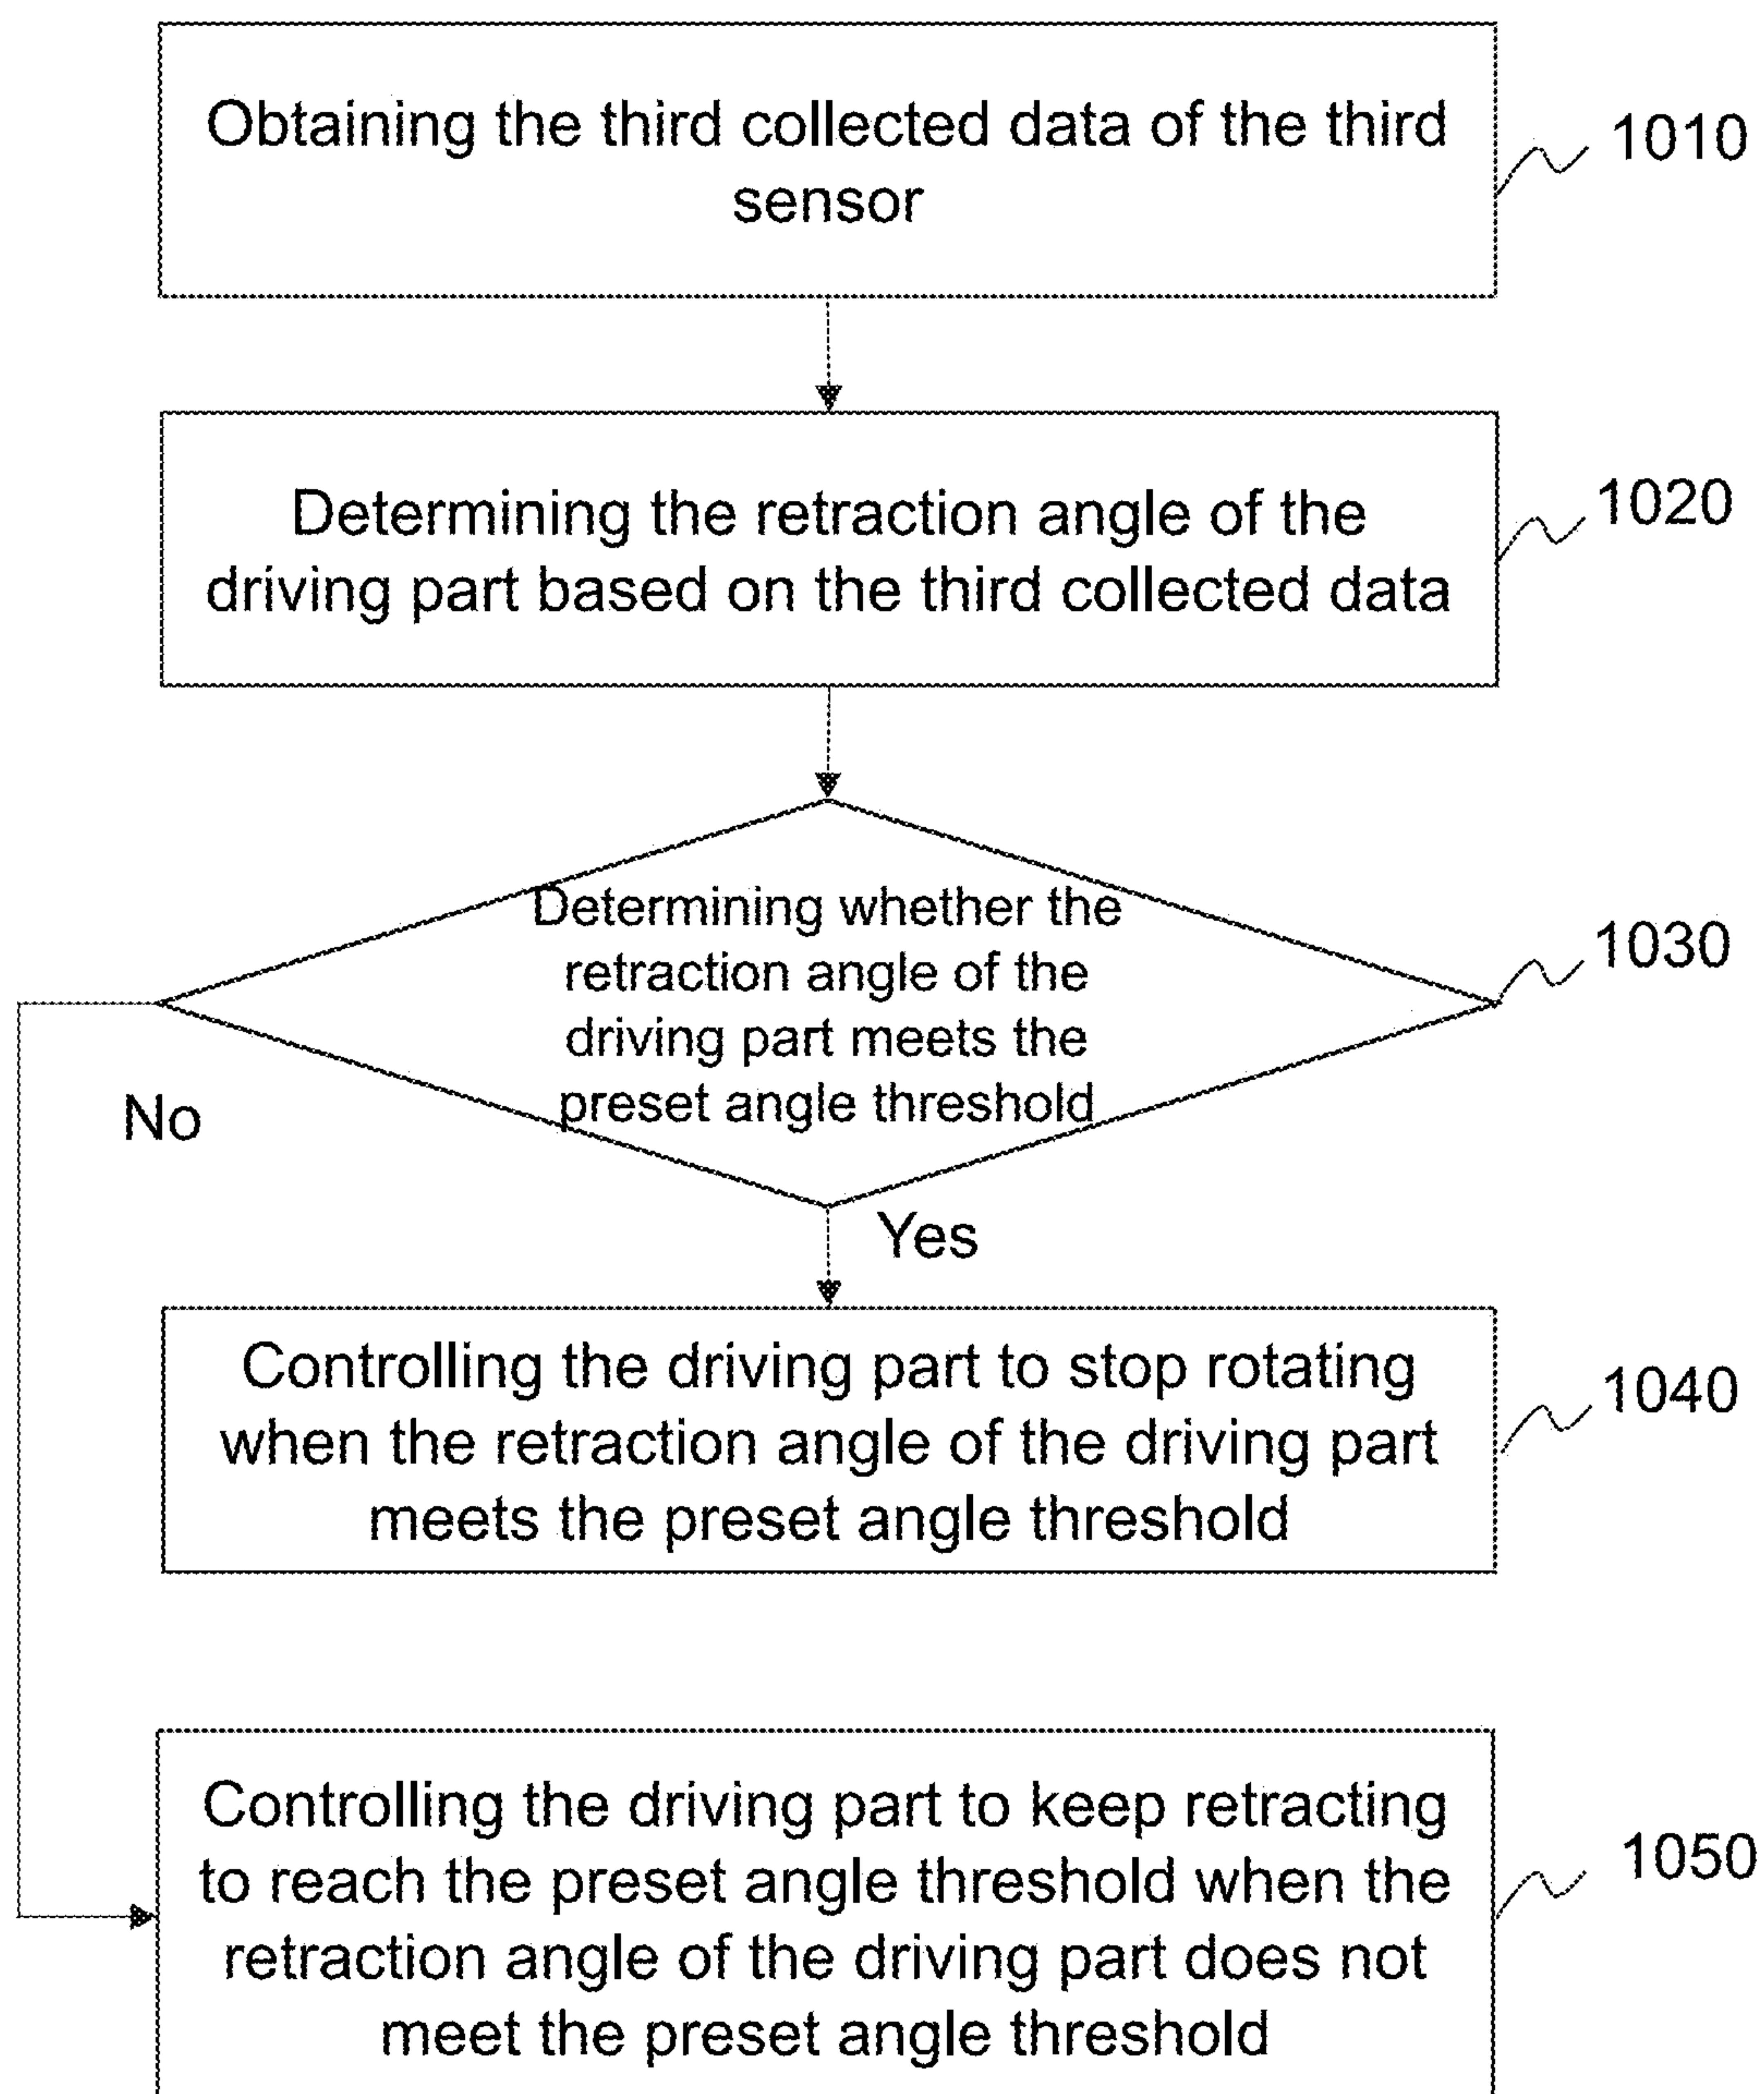 Obtaining the third collected data of the third
sensor
1010
Determining the retraction angle of the
driving part based on the third collected data
1020
Determining whether the
retraction angle of the
driving part meets the
preset angle threshold
1030
No
Yes
Controlling the driving part to stop rotating
when the retraction angle of the driving part
meets the preset angle threshold
1040
Controlling the driving part to keep retracting
to reach the preset angle threshold when the
retraction angle of the driving part does not
meet the preset angle threshold
1050